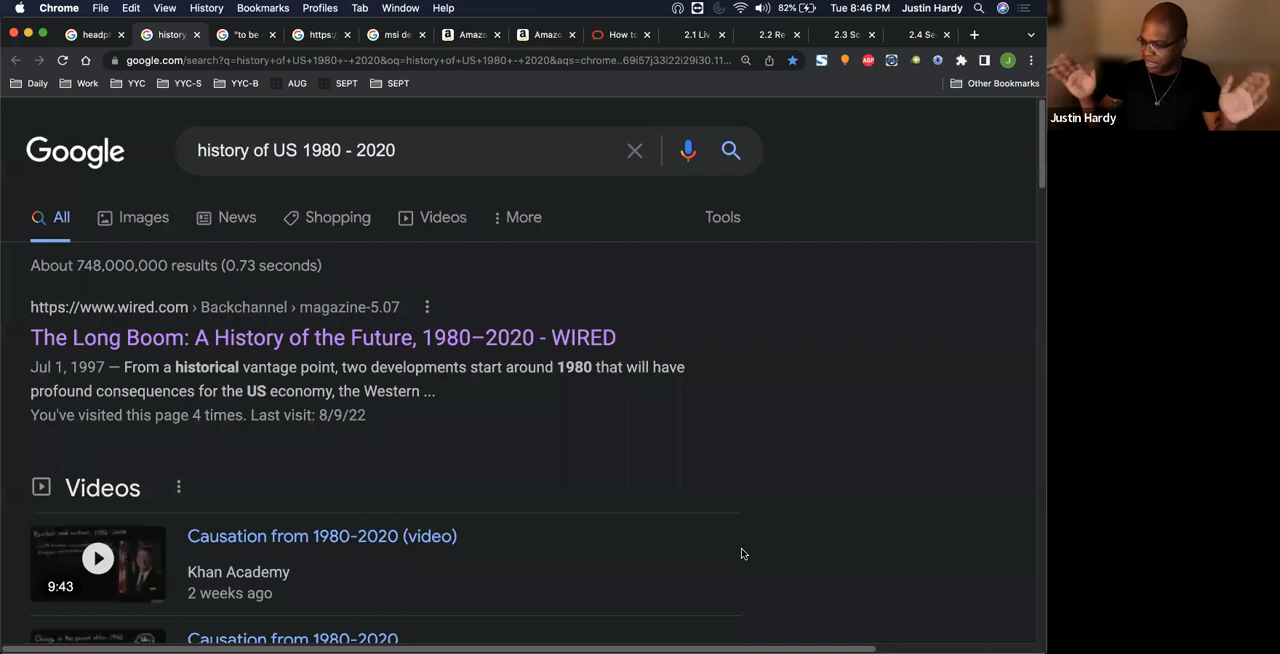 Chrome File Edit View History Bookmarks Profiles Tab Window Help 82% Tue 8:46 PM Justin Hardy
headpl history "to be https:/ msi de Amazo Amazo How to 2.1 Liv 2.2 Re 2.3 Sc 2.4 Se
google.com/search?q=history+of+US+1980+-+2020&oq=history+of+US+1980+-+2020&aqs=chrome..69i57j33i22i29i30.11...
Daily Work YYC YYC-S YYC-B AUG SEPT SEPT Other Bookmarks
Justin Hardy
Google history of US 1980 - 2020
All Images News Shopping Videos More Tools
About 748,000,000 results (0.73 seconds)
https://www.wired.com › Backchannel › magazine-5.07
The Long Boom: A History of the Future, 1980–2020 - WIRED
Jul 1, 1997 — From a historical vantage point, two developments start around 1980 that will have
profound consequences for the US economy, the Western ...
You've visited this page 4 times. Last visit: 8/9/22
Videos
Causation from 1980-2020 (video)
Khan Academy
9:43
2 weeks ago
Causation from 1980-2020